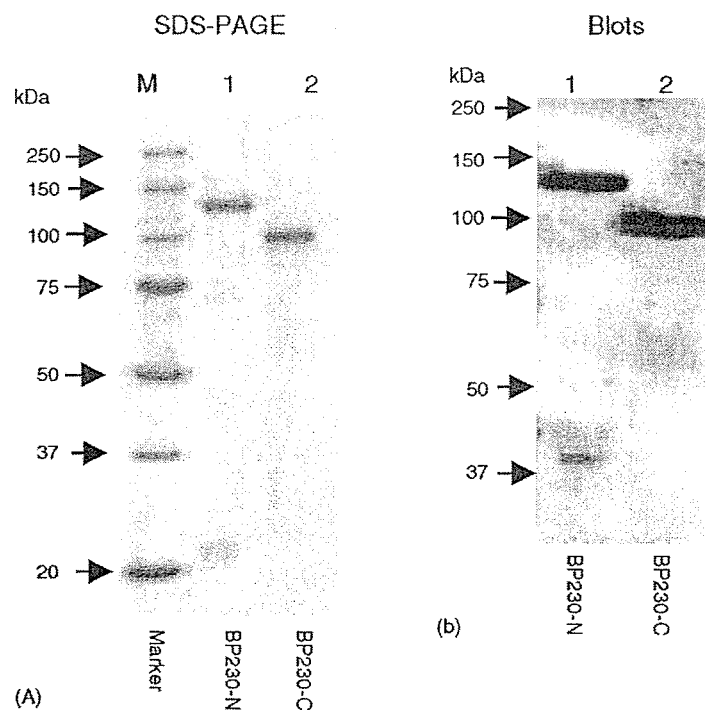 SDS-PAGE
kDa
M 1 2
250
150
100
75
50
37
20
Marker
BP230-N
BP230-C
(A)
Blots
kDa
1 2
250
150
100
75
50
37
BP230-N
BP230-C
(b)